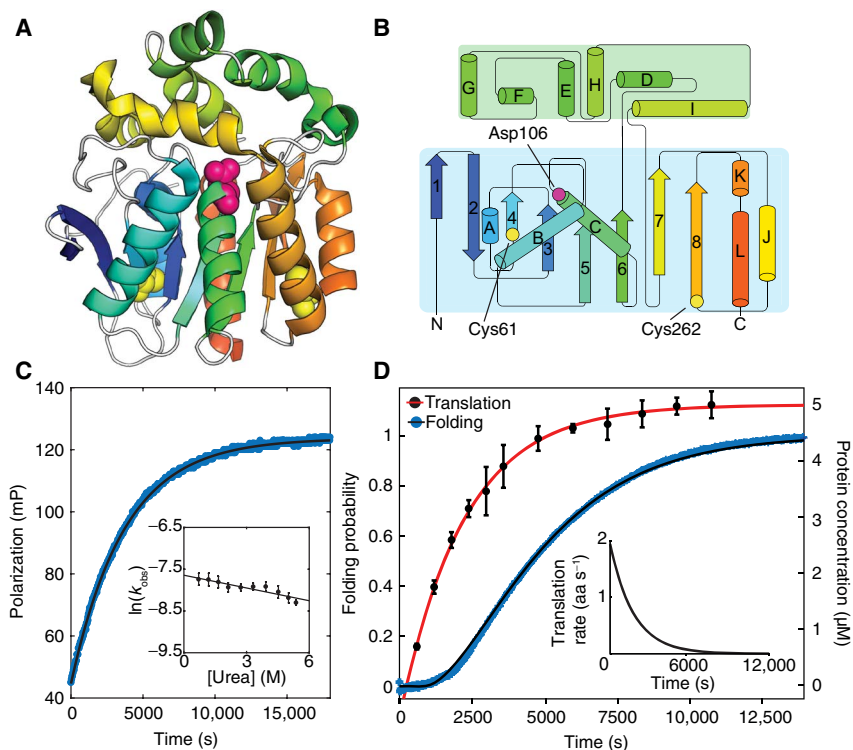 A
B
G
F
E
H
D
I
Asp106
1
2
A
4
B
3
C
5
6
7
8
K
L
J
N
Cys61
Cys262
C
C
140
120
100
80
60
40
Polarization (mP)
0
5000
10,000
15,000
Time (s)
−6.5
−7.5
−8.5
−9.5
ln(kobs)
0
3
6
[Urea] (M)
D
Translation
Folding
1
0.8
0.6
0.4
0.2
0
Folding probability
5
4
3
2
1
0
Protein concentration
(μM)
0
2500
5000
7500
10,000
12,500
Time (s)
2
1
0
Translation
rate (aa s⁻¹)
0
6000
12,000
Time (s)